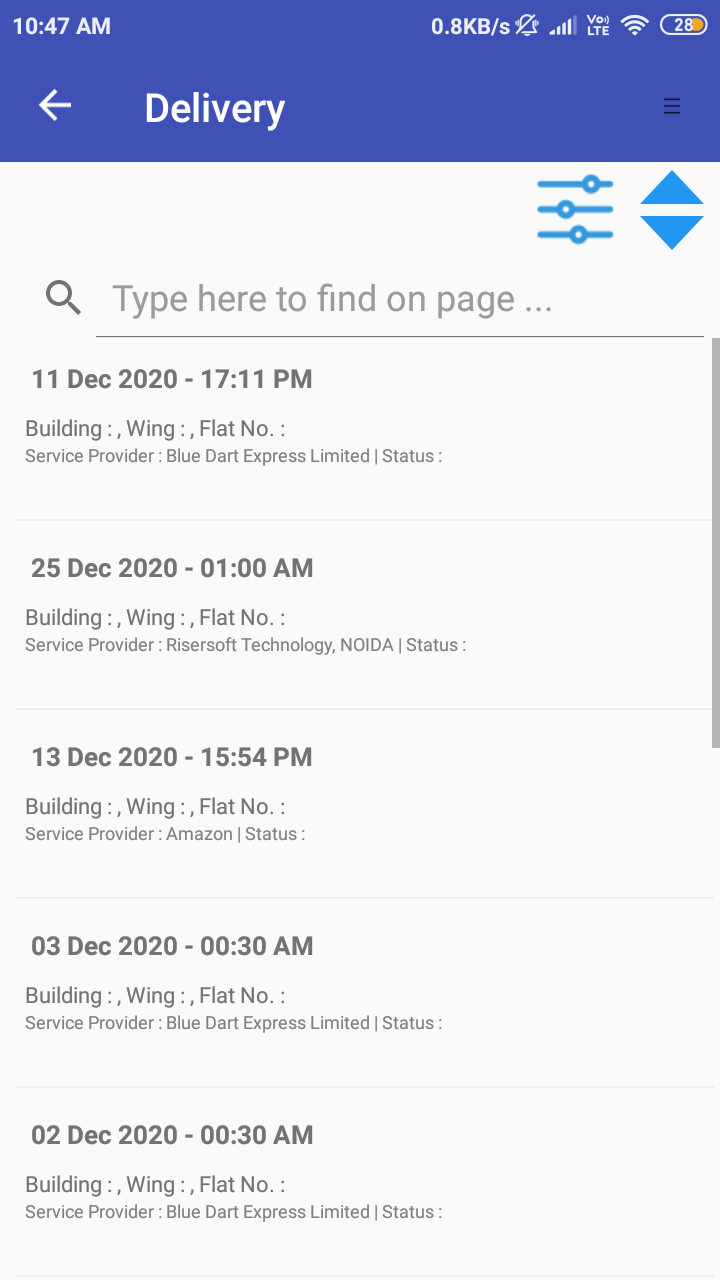 10:47 AM 0.8KB/s Vo) LTE 28
Delivery
Type here to find on page ...
11 Dec 2020 - 17:11 PM
Building : , Wing : , Flat No. :
Service Provider : Blue Dart Express Limited | Status :
25 Dec 2020 - 01:00 AM
Building : , Wing : , Flat No. :
Service Provider : Risersoft Technology, NOIDA | Status :
13 Dec 2020 - 15:54 PM
Building : , Wing : , Flat No. :
Service Provider : Amazon | Status :
03 Dec 2020 - 00:30 AM
Building : , Wing : , Flat No. :
Service Provider : Blue Dart Express Limited | Status :
02 Dec 2020 - 00:30 AM
Building : , Wing : , Flat No. :
Service Provider : Blue Dart Express Limited | Status :